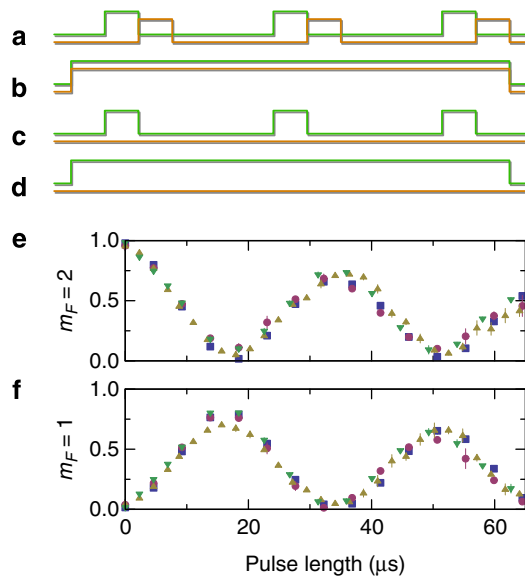 a
b
c
d
e
1.0
0.5
0.0
m_F = 2
f
1.0
0.5
0.0
m_F = 1
0 20 40 60
Pulse length (μs)